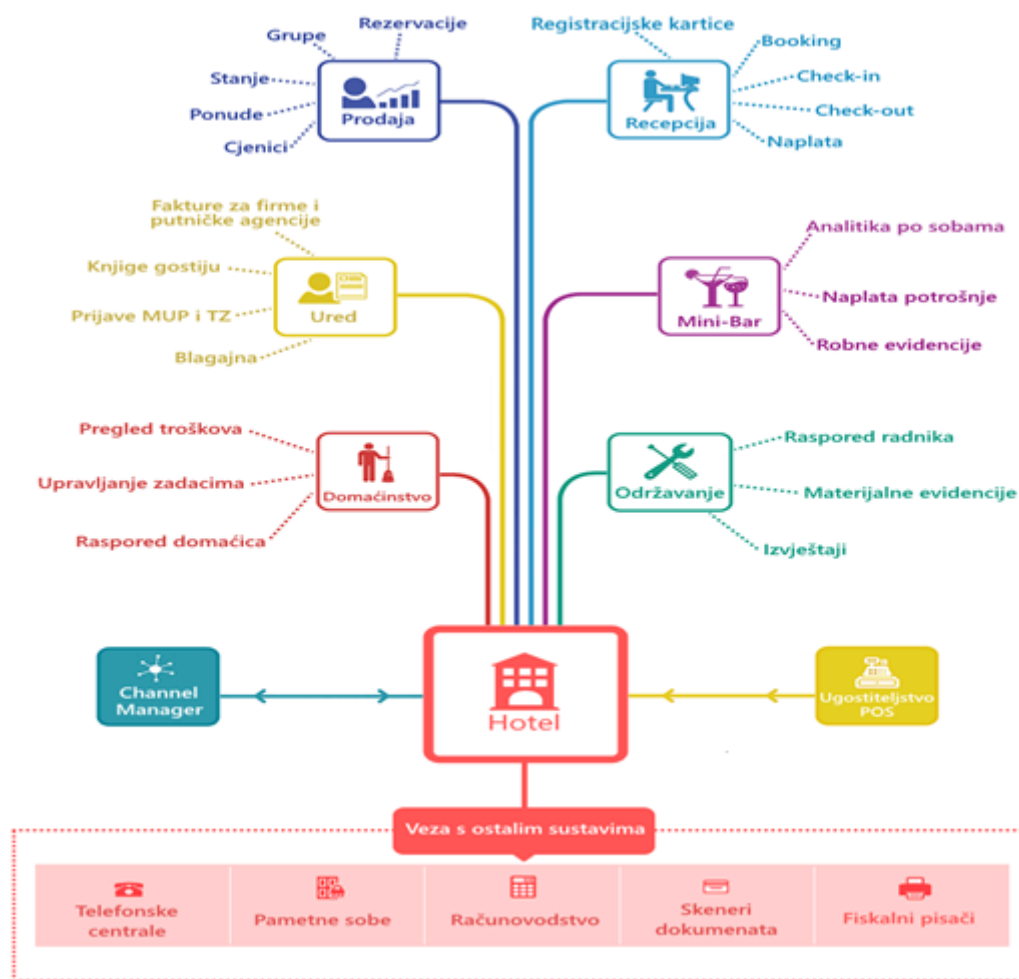 Rezervacije
Grupe
Stanje
Ponude
Cjenici
Prodaja
Registracijske kartice
Booking
Check-in
Check-out
Naplata
Recepcija
Fakture za firme i
putničke agencije
Knjige gostiju
Prijave MUP i TZ
Blagajna
Ured
Analitika po sobama
Naplata potrošnje
Robne evidencije
Mini-Bar
Pregled troškova
Upravljanje zadacima
Raspored domaćica
Domaćinstvo
Raspored radnika
Materijalne evidencije
Izvještaji
Održavanje
Channel
Manager
Hotel
Ugostiteljstvo
POS
Veza s ostalim sustavima
Telefonske
centrale
Pametne sobe
Računovodstvo
Skeneri
dokumenata
Fiskalni pisači